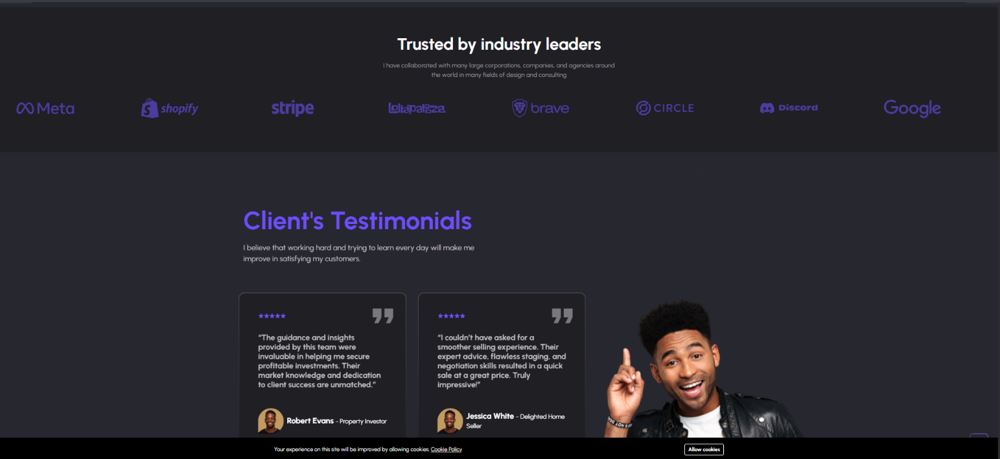 Trusted by industry leaders
I have collaborated with many large corporations, companies, and agencies around
the world in many fields of design and consulting
Meta
shopify
stripe
Lollapalooza
brave
CIRCLE
Discord
Google
Client's Testimonials
I believe that working hard and trying to learn every day will make me
improve in satisfying my customers.
“The guidance and insights
provided by this team were
invaluable in helping me secure
profitable investments. Their
market knowledge and dedication
to client success are unmatched.”
Robert Evans - Property Investor
“I couldn’t have asked for a
smoother selling experience. Their
expert advice, flawless staging, and
negotiation skills resulted in a quick
sale at a great price. Truly
impressive!”
Jessica White - Delighted Home
Seller
Your experience on this site will be improved by allowing cookies. Cookie Policy
Allow cookies